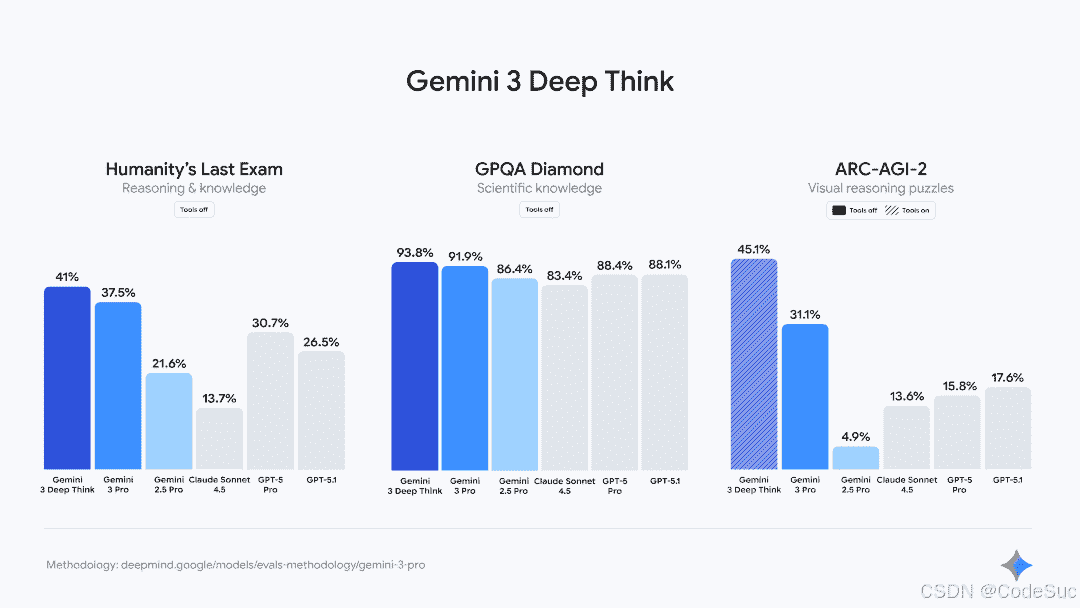 Gemini 3 Deep Think
Humanity's Last Exam
Reasoning & knowledge
Tools off
41%
37.5%
21.6%
13.7%
30.7%
26.5%
Gemini
3 Deep Think
Gemini
3 Pro
Gemini
2.5 Pro
Claude Sonnet
4.5
GPT-5
Pro
GPT-5.1
GPQA Diamond
Scientific knowledge
Tools off
93.8%
91.9%
86.4%
83.4%
88.4%
88.1%
Gemini
3 Deep Think
Gemini
3 Pro
Gemini
2.5 Pro
Claude Sonnet
4.5
GPT-5
Pro
GPT-5.1
ARC-AGI-2
Visual reasoning puzzles
Tools off Tools on
45.1%
31.1%
4.9%
13.6%
15.8%
17.6%
Gemini
3 Deep Think
Gemini
3 Pro
Gemini
2.5 Pro
Claude Sonnet
4.5
GPT-5
Pro
GPT-5.1
Methodology: deepmind.google/models/evals-methodology/gemini-3-pro
CSDN @CodeSuc